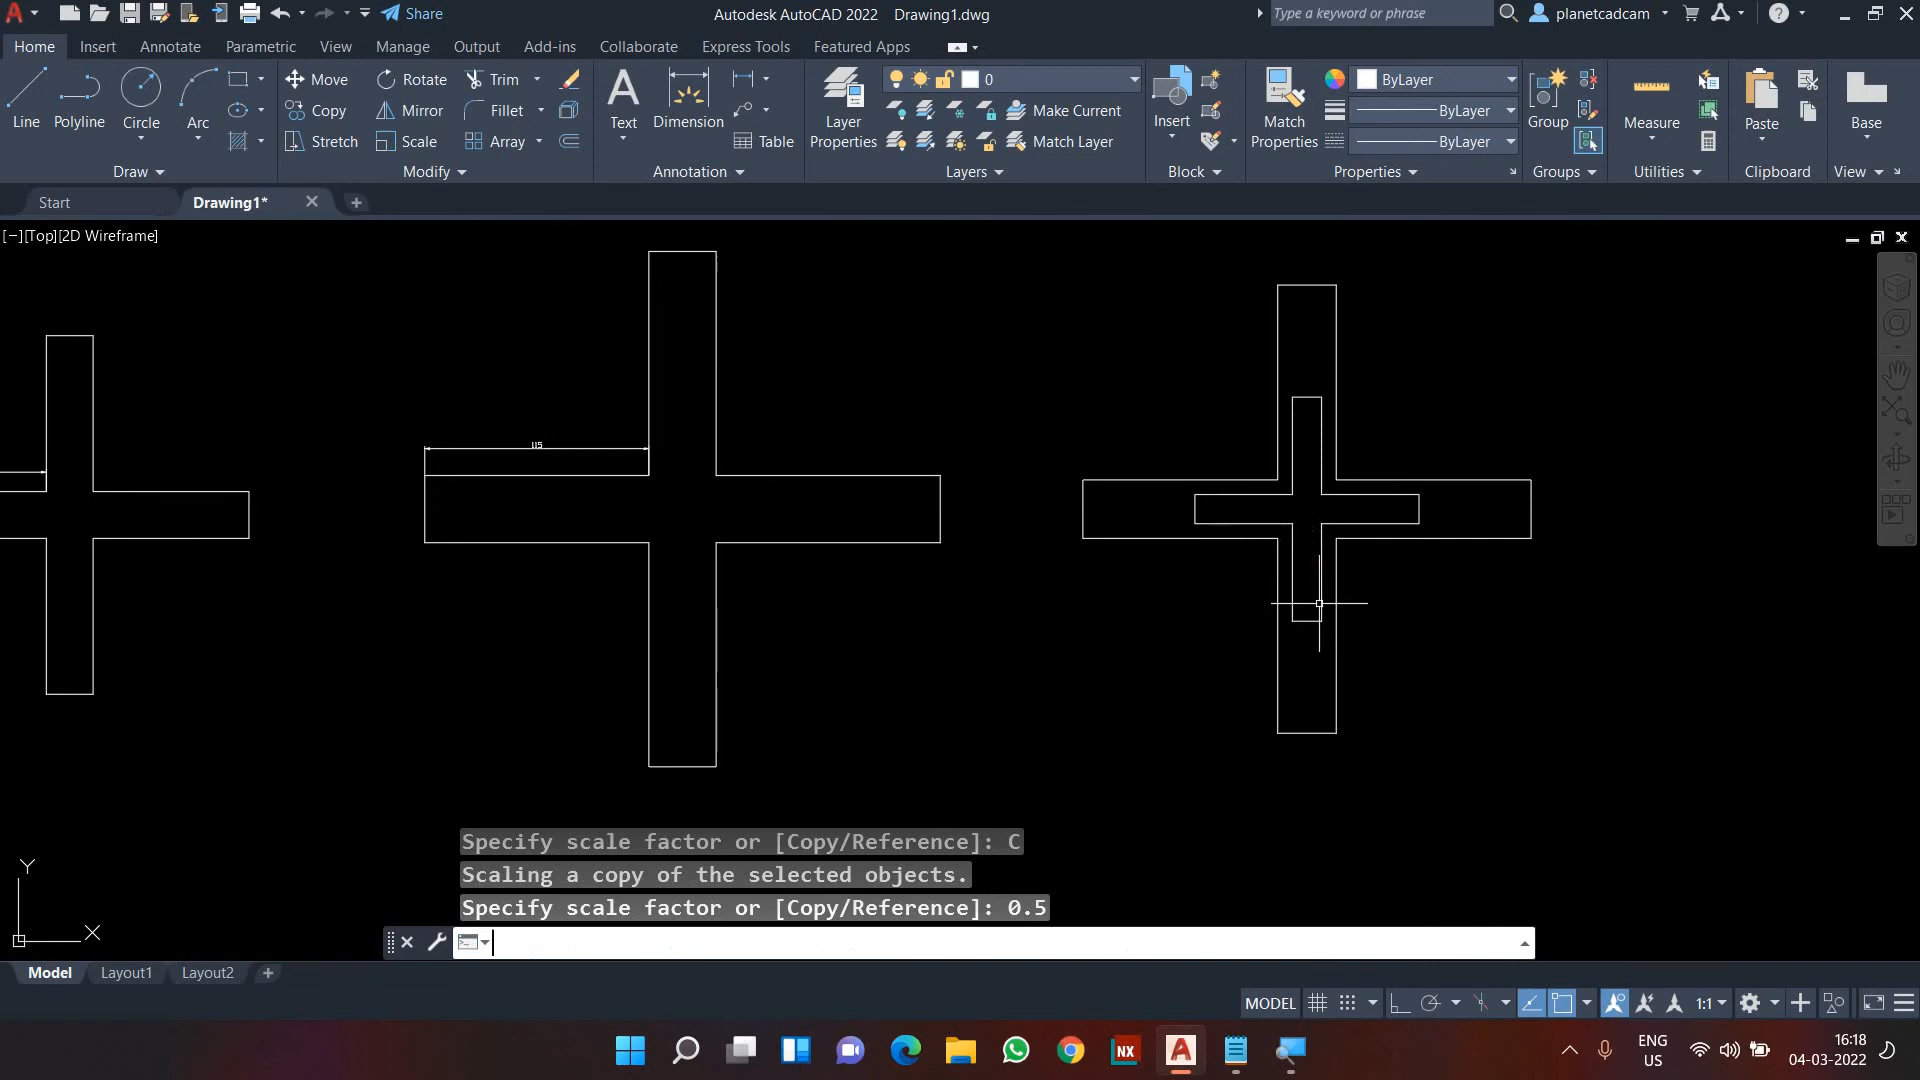 Share
Autodesk AutoCAD 2022 Drawing1.dwg
Type a keyword or phrase
planetcadcam
Home Insert Annotate Parametric View Manage Output Add-ins Collaborate Express Tools Featured Apps
Line Polyline Circle Arc
Move Rotate Trim
Copy Mirror Fillet
Stretch Scale Array
Text Dimension
Table
Layer
Properties
0
Make Current
Match Layer
Insert
Match
Properties
ByLayer
ByLayer
ByLayer
Group
Measure
Paste
Base
Draw Modify Annotation Layers Block Properties Groups Utilities Clipboard View
Start Drawing1*
[−][Top][2D Wireframe]
115
Y
X
Specify scale factor or [Copy/Reference]: C
Scaling a copy of the selected objects.
Specify scale factor or [Copy/Reference]: 0.5
Model Layout1 Layout2
MODEL 1:1
NX
ENG
US
16:18
04-03-2022